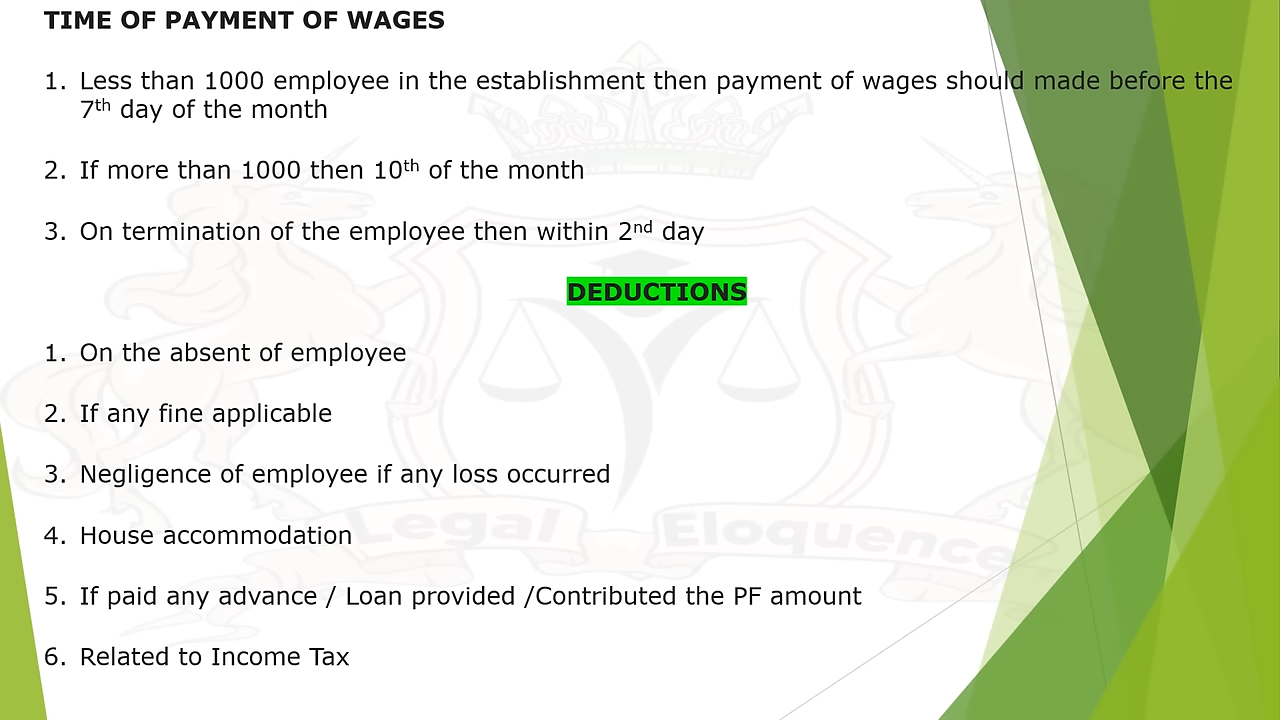 TIME OF PAYMENT OF WAGES
1. Less than 1000 employee in the establishment then payment of wages should made before the
7th day of the month
2. If more than 1000 then 10th of the month
3. On termination of the employee then within 2nd day
DEDUCTIONS
1. On the absent of employee
2. If any fine applicable
3. Negligence of employee if any loss occurred
4. House accommodation
5. If paid any advance / Loan provided /Contributed the PF amount
6. Related to Income Tax
Legal Eloquence